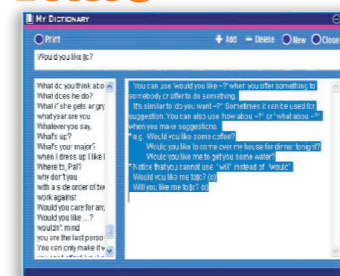 MY DICTIONARY
Print
Add
Delete
New
Close
Would you like to?
What do you think abo
What does he do?
What if she gets angry
what year are you
Whatever you say.
What's up?
What's your major?
when I dress up I like l
Where to, Pal?
why don't you
with a side order of tw
work against
Would you care for an
Would you like ...?
wouldn't mind
you are the last perso
You can only make it w
You can use 'would you like ~?' when you offer something to
somebody or offer to do something.
It's similar to 'do you want ~?' Sometimes it can be used for
suggestion. You can also use 'how about ~?' or 'what about ~?'
when you make suggestions.
* e.g. Would you like some coffee?
Would you like to come over my house for dinner tonight?
Would you like me to get you some water?
* Notice that you cannot use 'will' instead of 'would'.
Would you like me to
Will you like me to